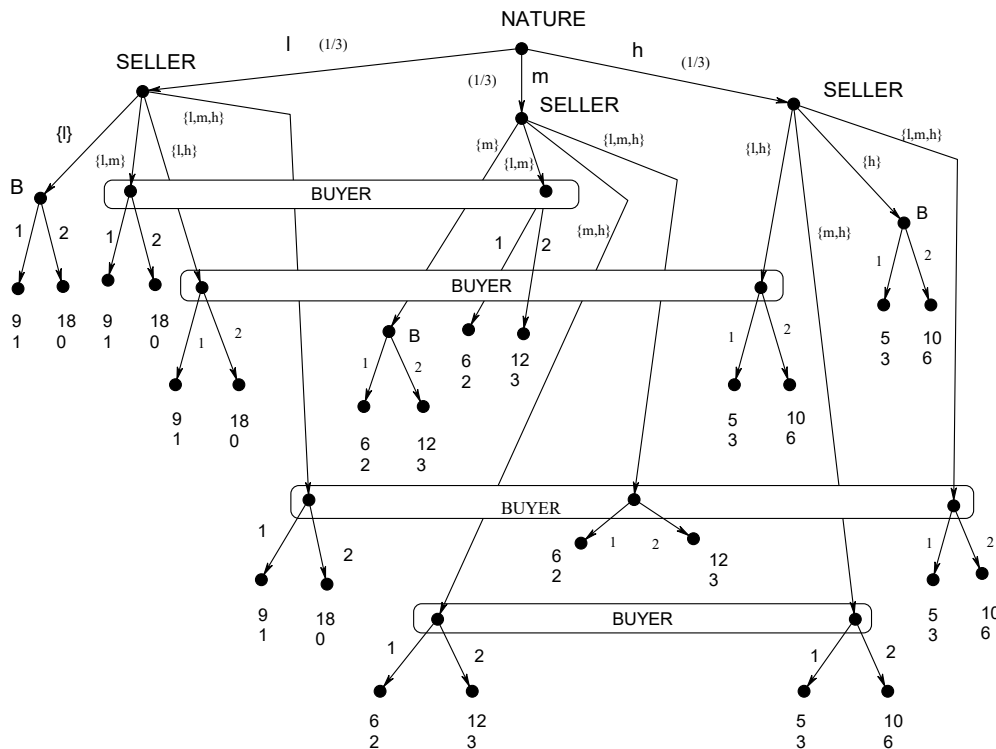 NATURE
l (1/3)
(1/3) m
h (1/3)
SELLER
SELLER
SELLER
{l}
{l,m}
{l,h}
{l,m,h}
{m}
{l,m}
{l,m,h}
{m,h}
{l,h}
{m,h}
{h}
{l,m,h}
B
BUYER
B
1 2
1 2
1 2
1 2
9 18 9 18
1 0 1 0
5 10
3 6
BUYER
1 2
B
1 2
6 12
2 3
1 2
9 18
1 0
6 12
2 3
5 10
3 6
BUYER
1 2
1 2
1 2
9 18
1 0
6 12
2 3
5 10
3 6
BUYER
1 2
1 2
6 12
2 3
5 10
3 6